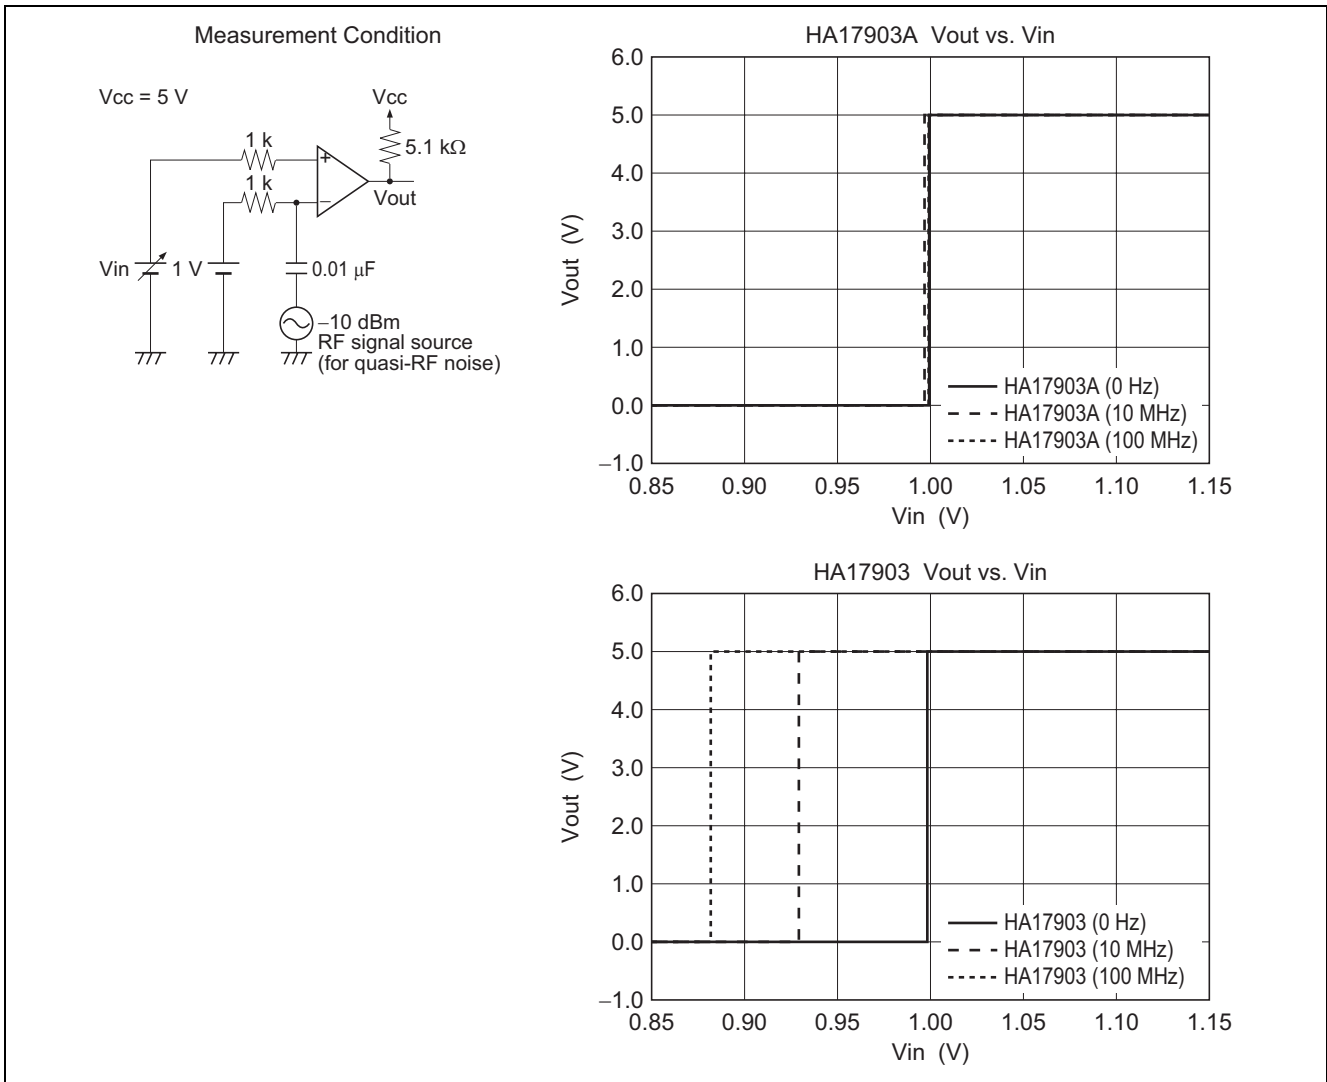 Measurement Condition
Vcc = 5 V
Vcc
5.1 kΩ
1 k
+
1 k
−
Vout
Vin
1 V
0.01 μF
−10 dBm
RF signal source
(for quasi-RF noise)
HA17903A Vout vs. Vin
6.0
5.0
4.0
3.0
2.0
1.0
0.0
−1.0
Vout (V)
HA17903A (0 Hz)
HA17903A (10 MHz)
HA17903A (100 MHz)
0.85 0.90 0.95 1.00 1.05 1.10 1.15
Vin (V)
HA17903 Vout vs. Vin
6.0
5.0
4.0
3.0
2.0
1.0
0.0
−1.0
Vout (V)
HA17903 (0 Hz)
HA17903 (10 MHz)
HA17903 (100 MHz)
0.85 0.90 0.95 1.00 1.05 1.10 1.15
Vin (V)